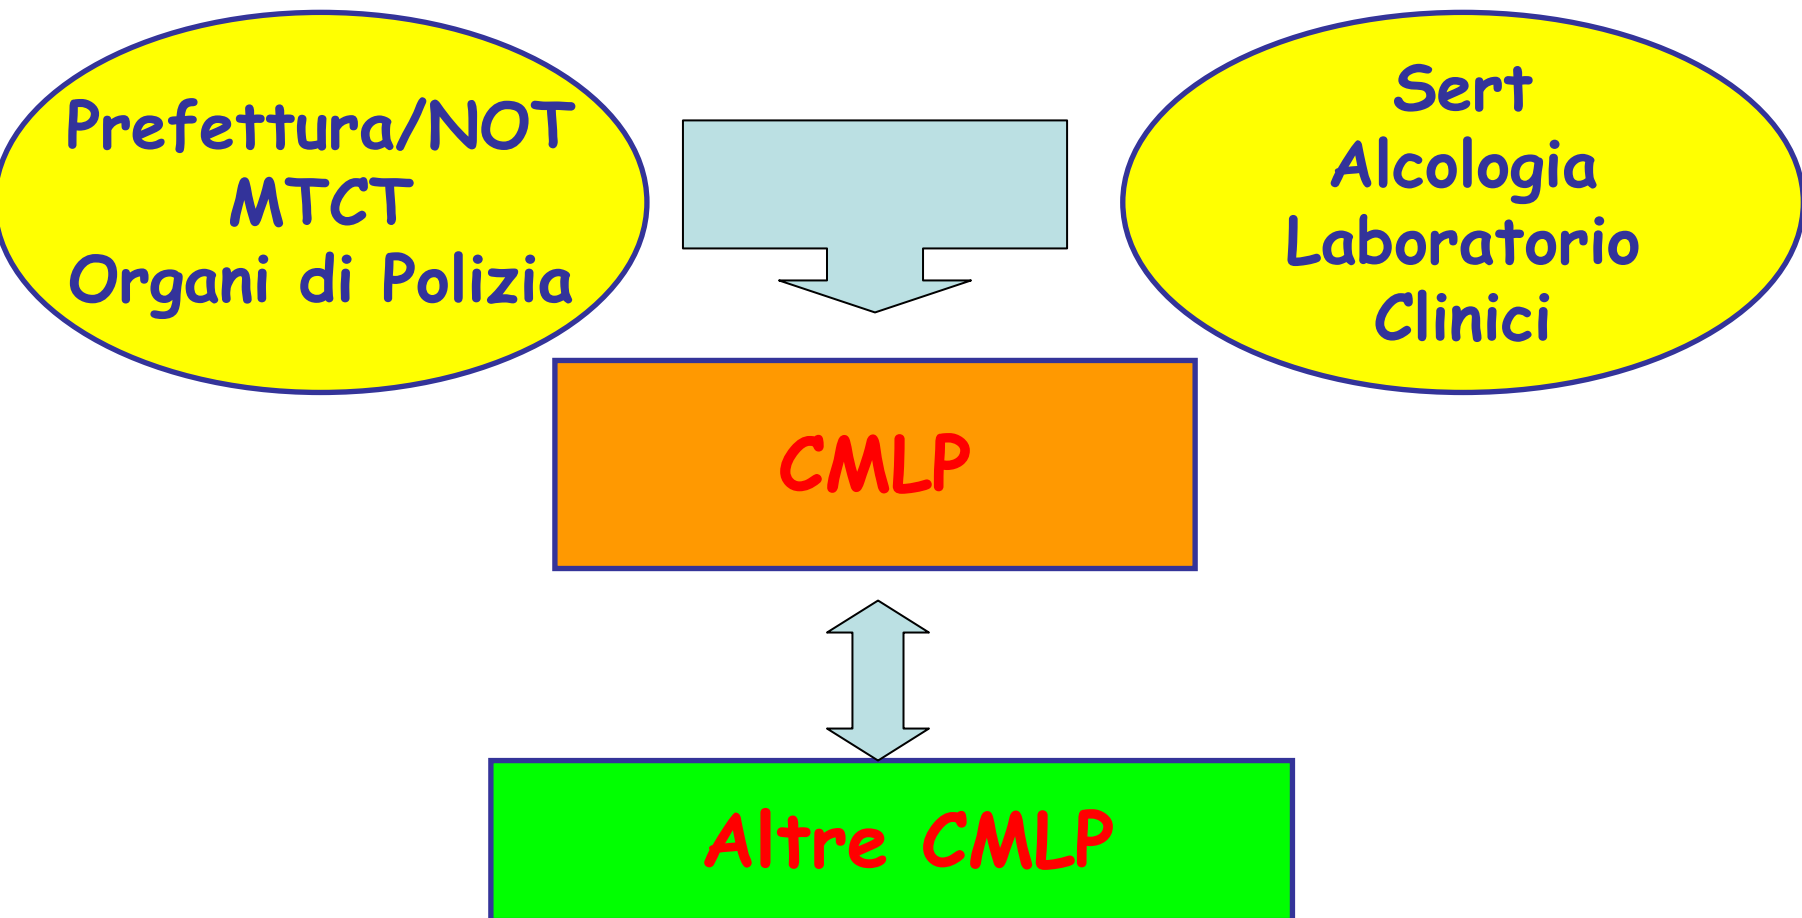 Prefettura/NOT
MTCT
Organi di Polizia
Sert
Alcologia
Laboratorio
Clinici
CMLP
Altre CMLP